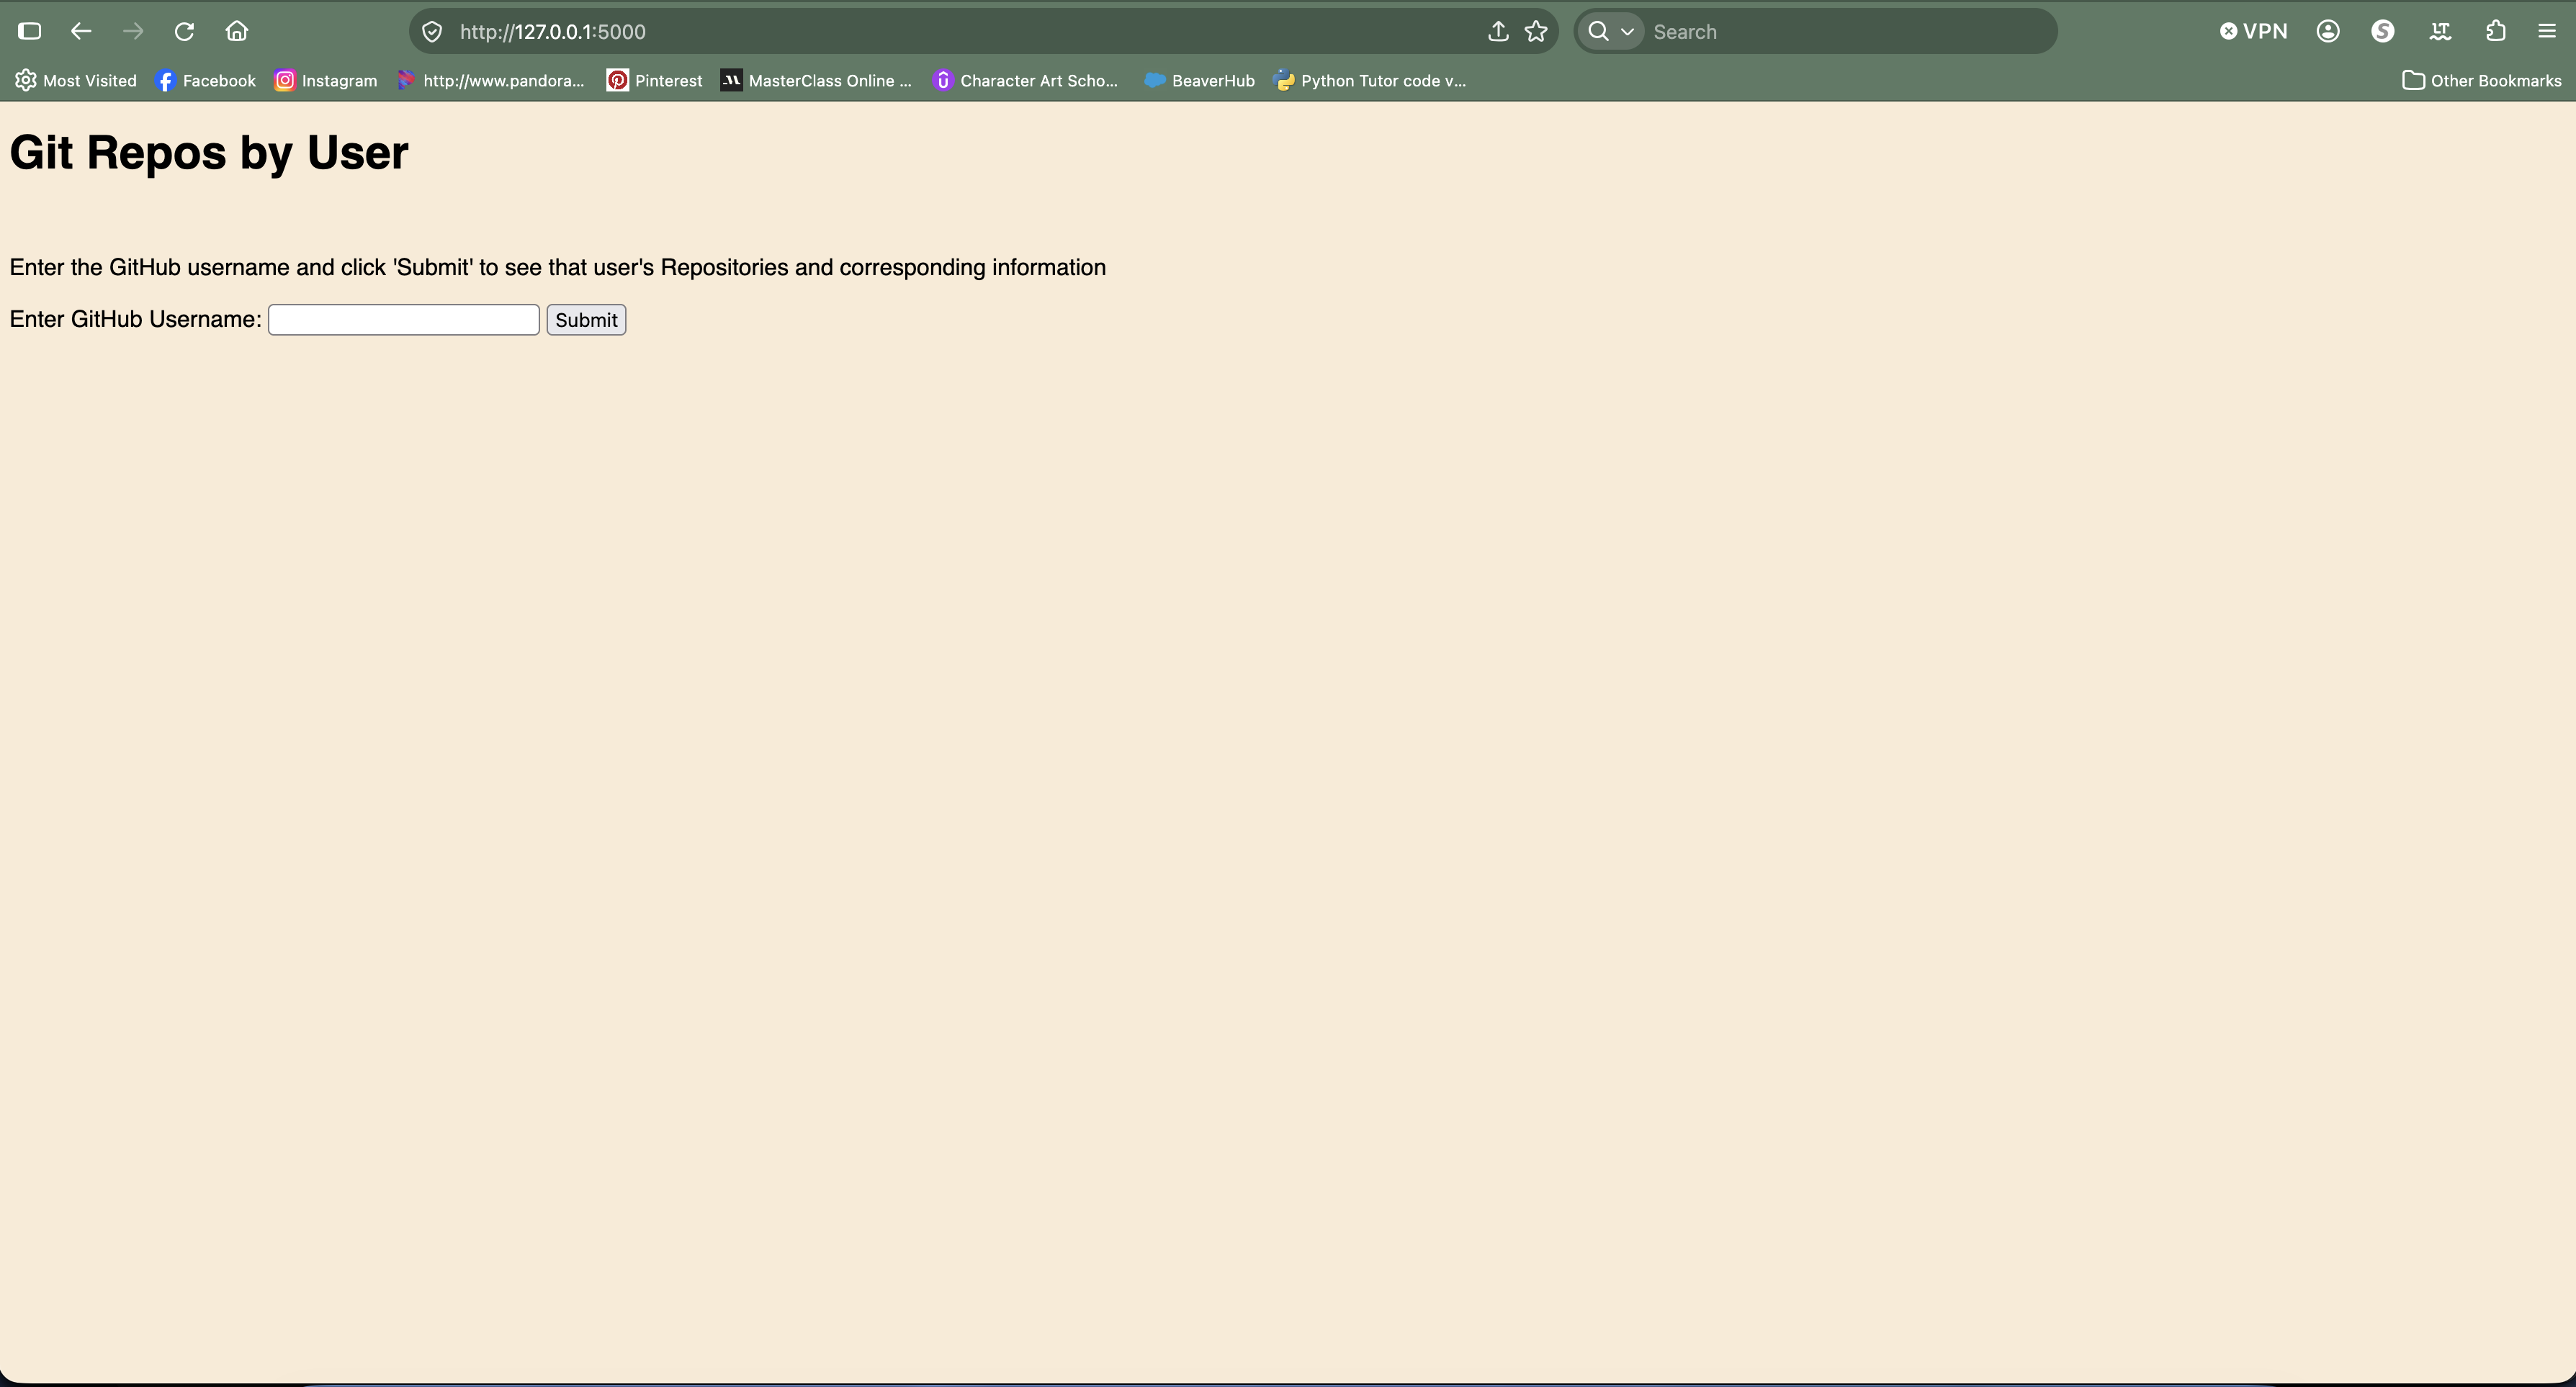 http://127.0.0.1:5000
Search
VPN
Most Visited Facebook Instagram http://www.pandora... Pinterest MasterClass Online ... Character Art Scho... BeaverHub Python Tutor code v... Other Bookmarks
Git Repos by User
Enter the GitHub username and click 'Submit' to see that user's Repositories and corresponding information
Enter GitHub Username: Submit